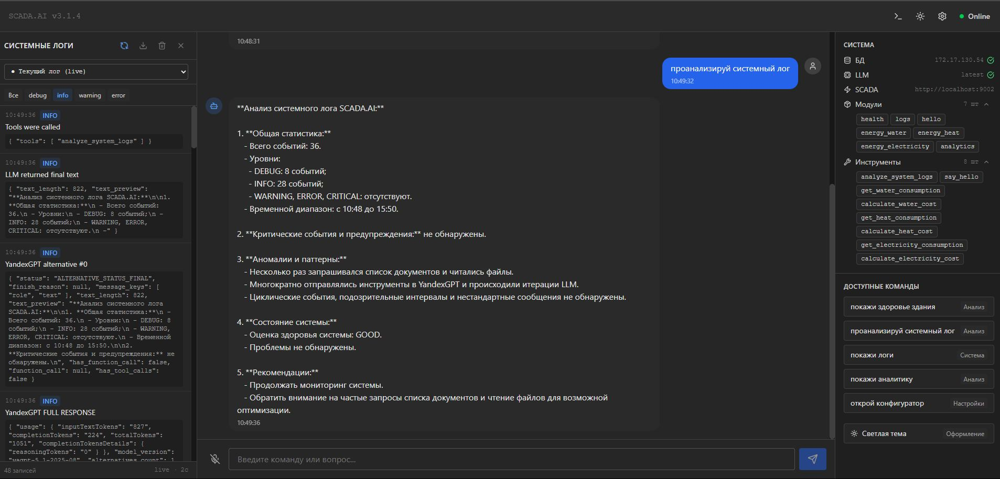 SCADA.AI v3.1.4
Online
СИСТЕМНЫЕ ЛОГИ
● Текущий лог (live)
Все debug info warning error
10:49:36 INFO
Tools were called
{ "tools": [ "analyze_system_logs" ] }
10:49:36 INFO
LLM returned final text
{ "text_length": 822, "text_preview":
"**Анализ системного лога SCADA.AI:**\n\n1.
**Общая статистика:**\n - Всего событий:
36.\n - Уровни:\n - DEBUG: 8 событий;\n -
INFO: 28 событий;\n - WARNING, ERROR,
CRITICAL: отсутствуют.\n -" }
10:49:36 INFO
YandexGPT alternative #0
{ "status": "ALTERNATIVE_STATUS_FINAL",
"finish_reason": null, "message_keys": [
"role", "text" ], "text_length": 822,
"text_preview": "**Анализ системного лога
SCADA.AI:**\n\n1. **Общая статистика:**\n -
Всего событий: 36.\n - Уровни:\n - DEBUG: 8
событий;\n - INFO: 28 событий;\n - WARNING,
ERROR, CRITICAL: отсутствуют.\n - Временной
диапазон: с 10:48 до 15:50.\n\n2.
**Критические события и предупреждения:** не
обнаружены.\n", "has_function_call": false,
"function_call": null, "has_tool_calls":
false }
10:49:36 INFO
YandexGPT FULL RESPONSE
{ "usage": { "inputTextTokens": "827",
"completionTokens": "224", "totalTokens":
"1051", "completionTokensDetails": {
"reasoningTokens": "0" } }, "model_version":
"yagpt-5.1-2025-08", "alternatives_count": 1,
48 записей
live · 2с
10:48:31
проанализируй системный лог
10:49:32
**Анализ системного лога SCADA.AI:**
1. **Общая статистика:**
- Всего событий: 36.
- Уровни:
- DEBUG: 8 событий;
- INFO: 28 событий;
- WARNING, ERROR, CRITICAL: отсутствуют.
- Временной диапазон: с 10:48 до 15:50.
2. **Критические события и предупреждения:** не обнаружены.
3. **Аномалии и паттерны:**
- Несколько раз запрашивался список документов и читались файлы.
- Многократно отправлялись инструменты в YandexGPT и происходили итерации LLM.
- Циклические события, подозрительные интервалы и нестандартные сообщения не обнаружены.
4. **Состояние системы:**
- Оценка здоровья системы: GOOD.
- Проблемы не обнаружены.
5. **Рекомендации:**
- Продолжать мониторинг системы.
- Обратить внимание на частые запросы списка документов и чтение файлов для возможной
оптимизации.
10:49:36
Введите команду или вопрос...
СИСТЕМА
БД 172.17.130.54
LLM latest
SCADA http://localhost:9002
Модули 7 шт
health logs hello
energy_water energy_heat
energy_electricity analytics
Инструменты 8 шт
analyze_system_logs say_hello
get_water_consumption
calculate_water_cost
get_heat_consumption
calculate_heat_cost
get_electricity_consumption
calculate_electricity_cost
ДОСТУПНЫЕ КОМАНДЫ
покажи здоровье здания Анализ
проанализируй системный лог Анализ
покажи логи Система
покажи аналитику Анализ
открой конфигуратор Настройки
Светлая тема Оформление